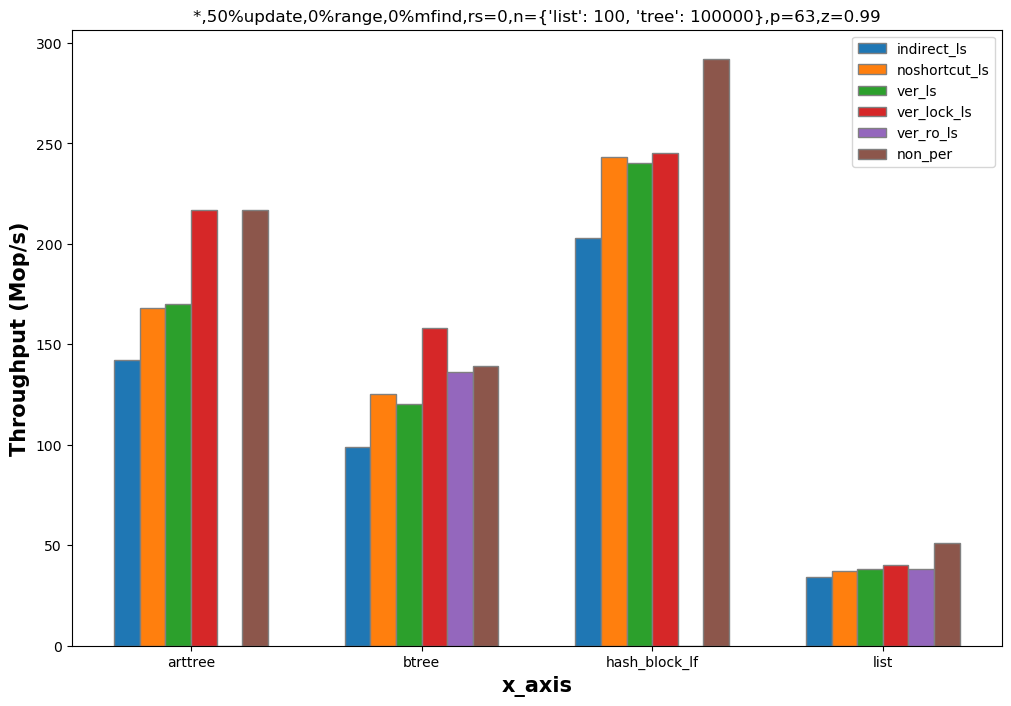 *,50%update,0%range,0%mfind,rs=0,n={'list': 100, 'tree': 100000},p=63,z=0.99
300
250
200
150
100
50
0
Throughput (Mop/s)
indirect_ls
noshortcut_ls
ver_ls
ver_lock_ls
ver_ro_ls
non_per
arttree
btree
hash_block_lf
list
x_axis